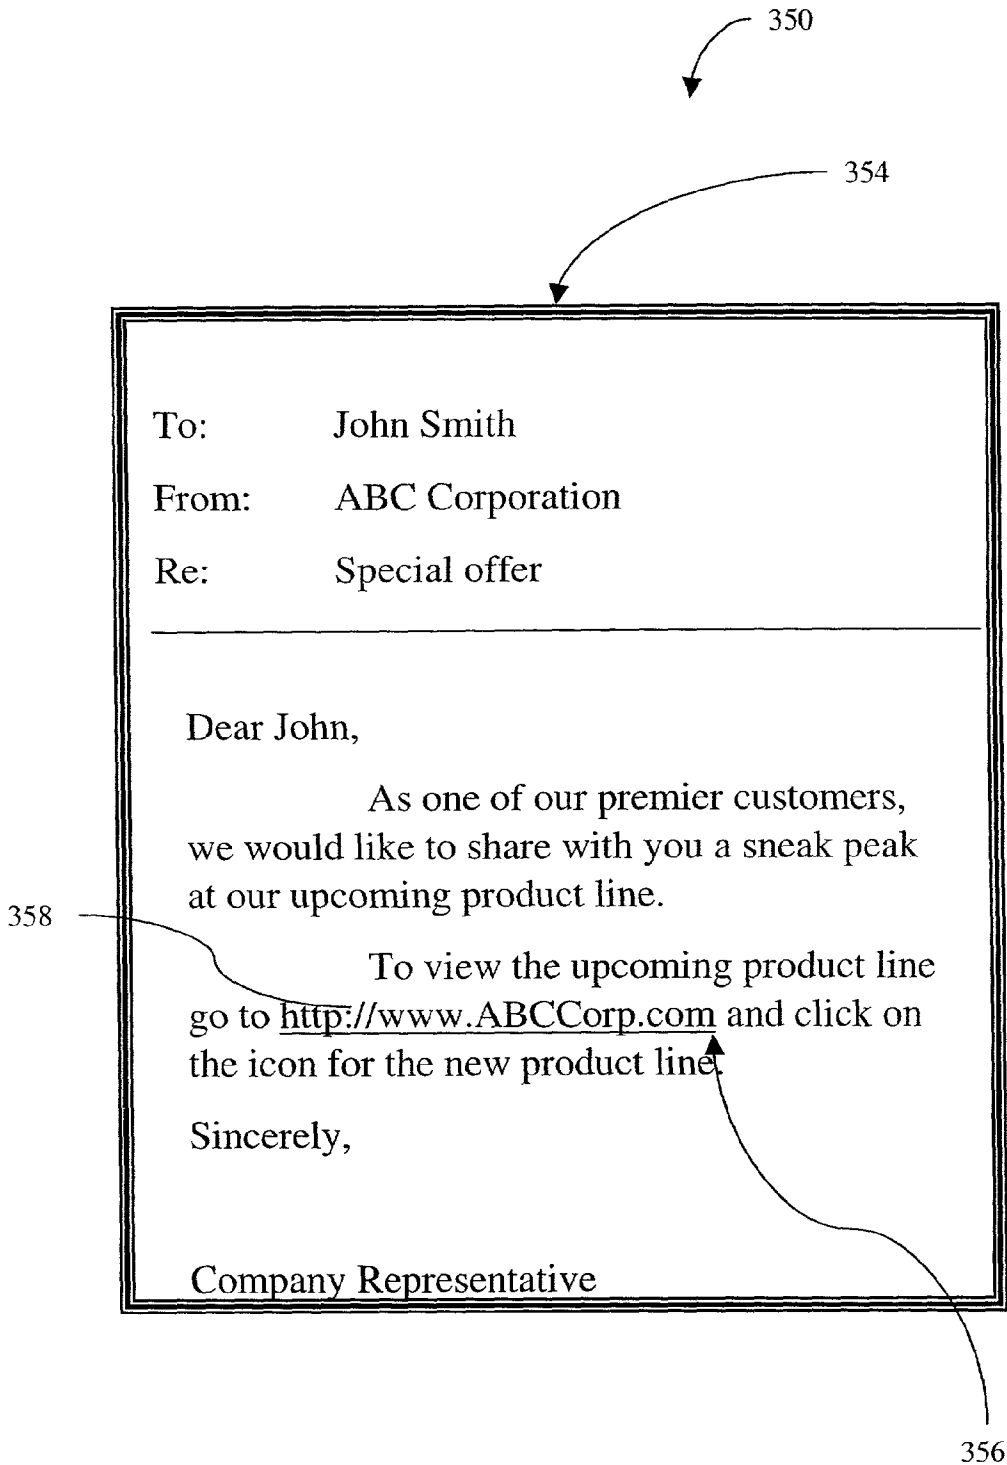 350
354
To: John Smith
From: ABC Corporation
Re: Special offer
Dear John,
As one of our premier customers,
we would like to share with you a sneak peak
at our upcoming product line.
358
To view the upcoming product line
go to http://www.ABCCorp.com and click on
the icon for the new product line.
Sincerely,
Company Representative
356